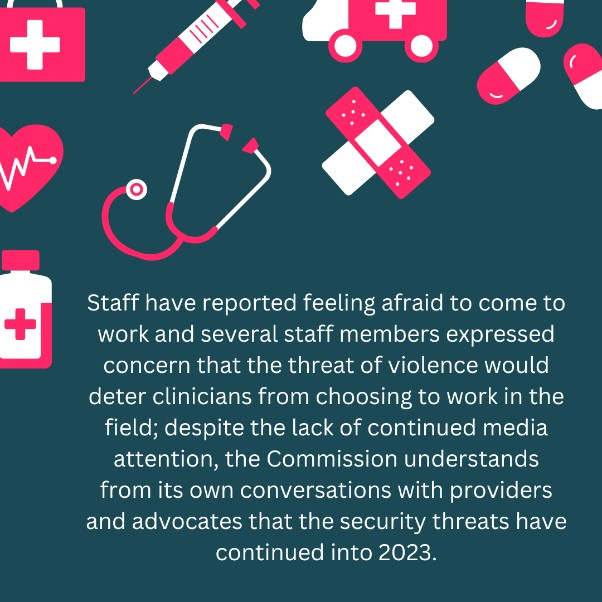 Staff have reported feeling afraid to come to
work and several staff members expressed
concern that the threat of violence would
deter clinicians from choosing to work in the
field; despite the lack of continued media
attention, the Commission understands
from its own conversations with providers
and advocates that the security threats have
continued into 2023.